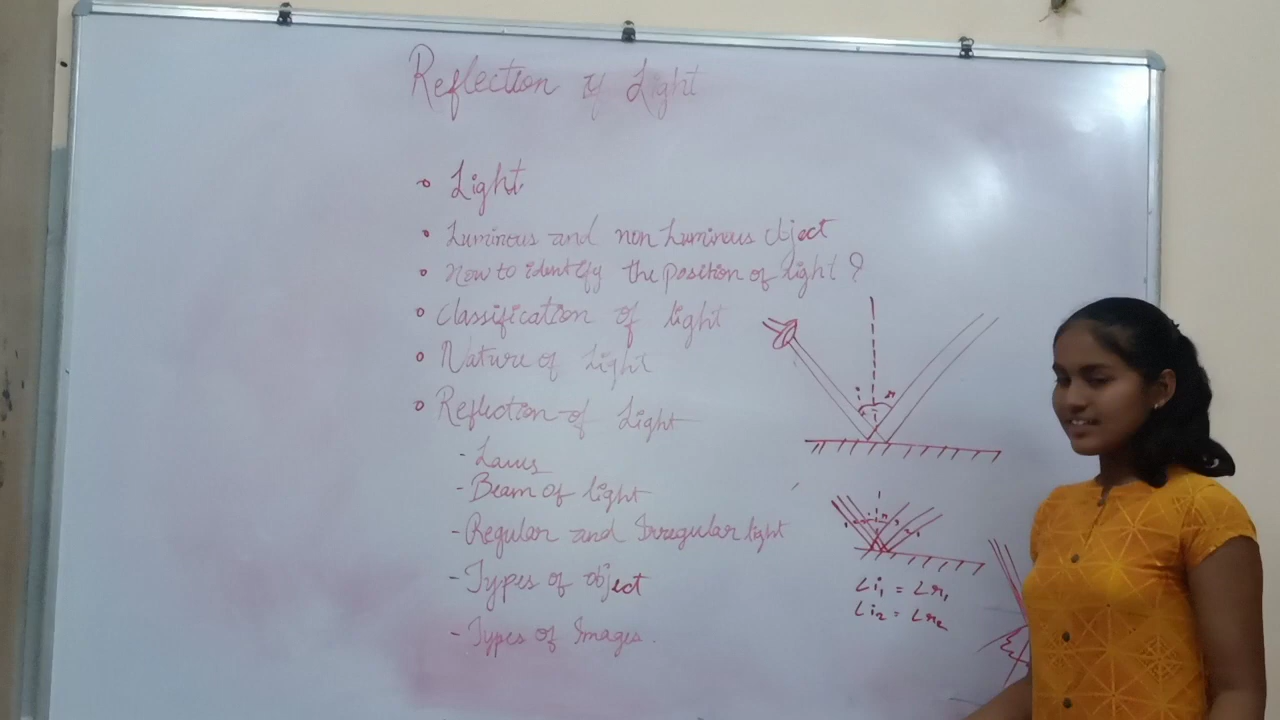 Reflection of Light
Light
Luminous and non Luminous object
How to identify the position of light?
Classification of light
Nature of Light
Reflection of Light
- Laws
- Beam of light
- Regular and Irregular light
- Types of object
- Types of Images.
i r
i r
∠i₁ = ∠r₁
∠i₂ = ∠r₂